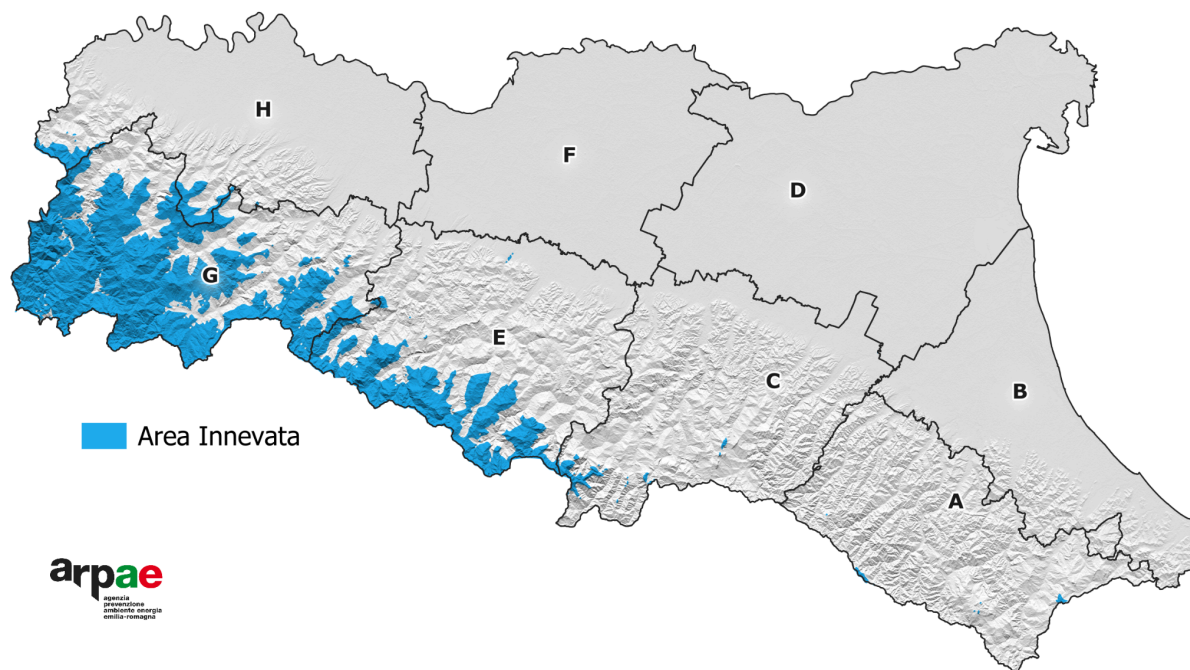 H
F
D
G
E
C
B
A
Area Innevata
arpae
agenzia
prevenzione
ambiente energia
emilia-romagna